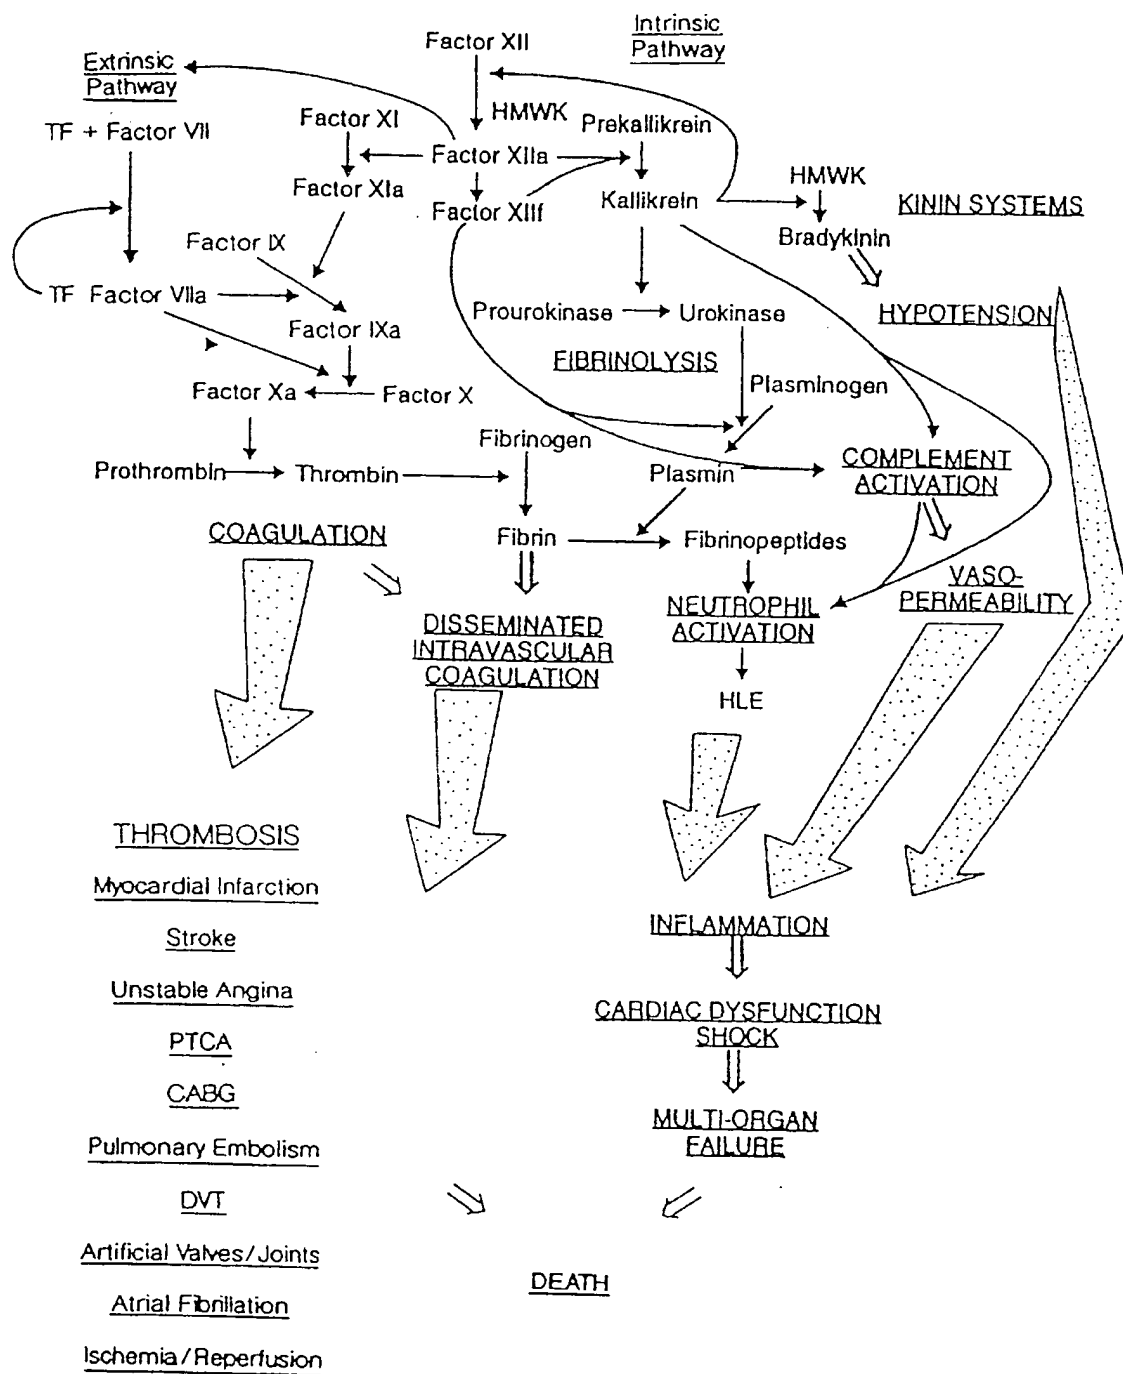 Intrinsic
Pathway
Factor XII
Extrinsic
Pathway
HMWK
Factor XI
Prekallikrein
TF + Factor VII
Factor XIIa
HMWK
Factor XIa
Kallikrein
KININ SYSTEMS
Factor XIIf
Bradykinin
Factor IX
TF Factor VIIa
Prourokinase
Urokinase
HYPOTENSION
Factor IXa
FIBRINOLYSIS
Plasminogen
Factor Xa
Factor X
Fibrinogen
Prothrombin
Thrombin
Plasmin
COMPLEMENT
ACTIVATION
COAGULATION
Fibrin
Fibrinopeptides
VASO-
PERMEABILITY
NEUTROPHIL
ACTIVATION
DISSEMINATED
INTRAVASCULAR
COAGULATION
HLE
THROMBOSIS
Myocardial Infarction
Stroke
Unstable Angina
PTCA
CABG
Pulmonary Embolism
DVT
Artificial Valves/Joints
Atrial Fibrillation
Ischemia/Reperfusion
INFLAMMATION
CARDIAC DYSFUNCTION
SHOCK
MULTI-ORGAN
FAILURE
DEATH